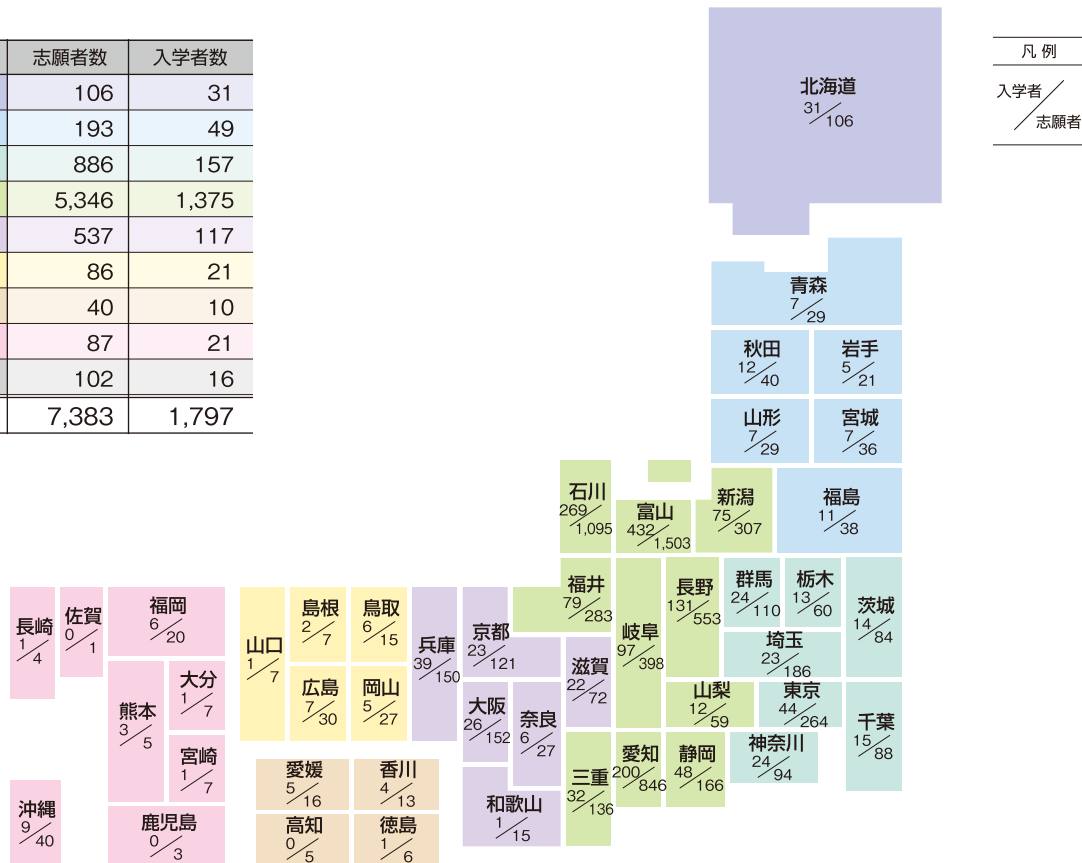 志願者数 入学者数
106 31
193 49
886 157
5,346 1,375
537 117
86 21
40 10
87 21
102 16
7,383 1,797
凡 例
入学者/志願者
北海道
31/106
青森
7/29
秋田
12/40
岩手
5/21
山形
7/29
宮城
7/36
福島
11/38
石川
269/1,095
富山
432/1,503
新潟
75/307
福井
79/283
岐阜
97/398
長野
131/553
群馬
24/110
栃木
13/60
茨城
14/84
埼玉
23/186
山梨
12/59
東京
44/264
千葉
15/88
神奈川
24/94
愛知
200/846
静岡
48/166
三重
32/136
滋賀
22/72
京都
23/121
兵庫
39/150
大阪
26/152
奈良
6/27
和歌山
1/15
鳥取
6/15
島根
2/7
岡山
5/27
広島
7/30
山口
1/7
香川
4/13
愛媛
5/16
徳島
1/6
高知
0/5
福岡
6/20
佐賀
0/1
長崎
1/4
大分
1/7
熊本
3/5
宮崎
1/7
鹿児島
0/3
沖縄
9/40